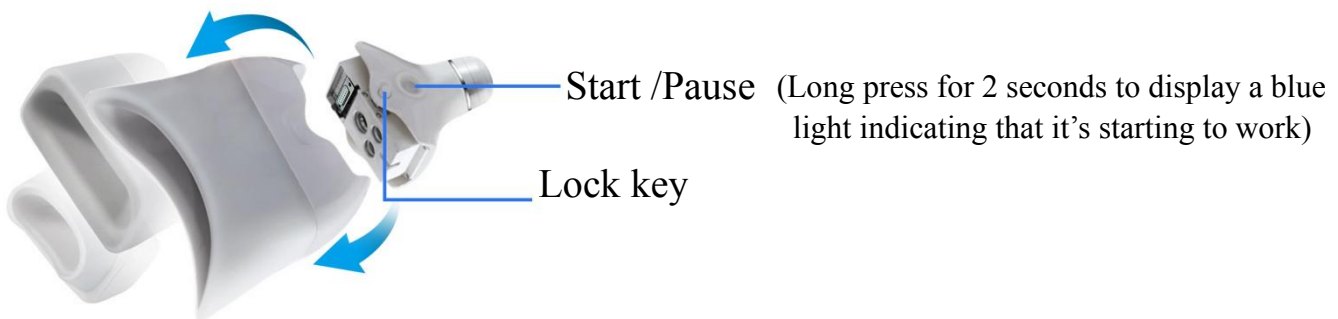 Start /Pause (Long press for 2 seconds to display a blue
light indicating that it's starting to work)
Lock key